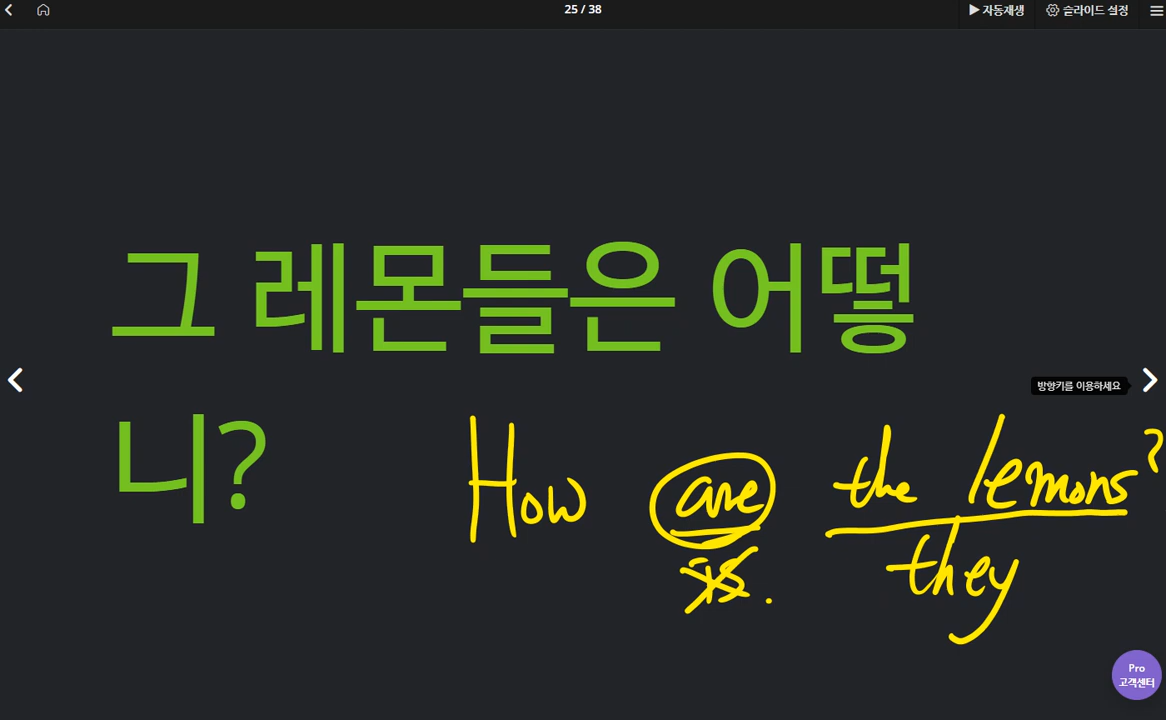 25 / 38
▶ 자동재생
슬라이드 설정
그 레몬들은 어떻
니?
방향키를 이용하세요
How are the lemons?
is.
they
Pro
고객센터